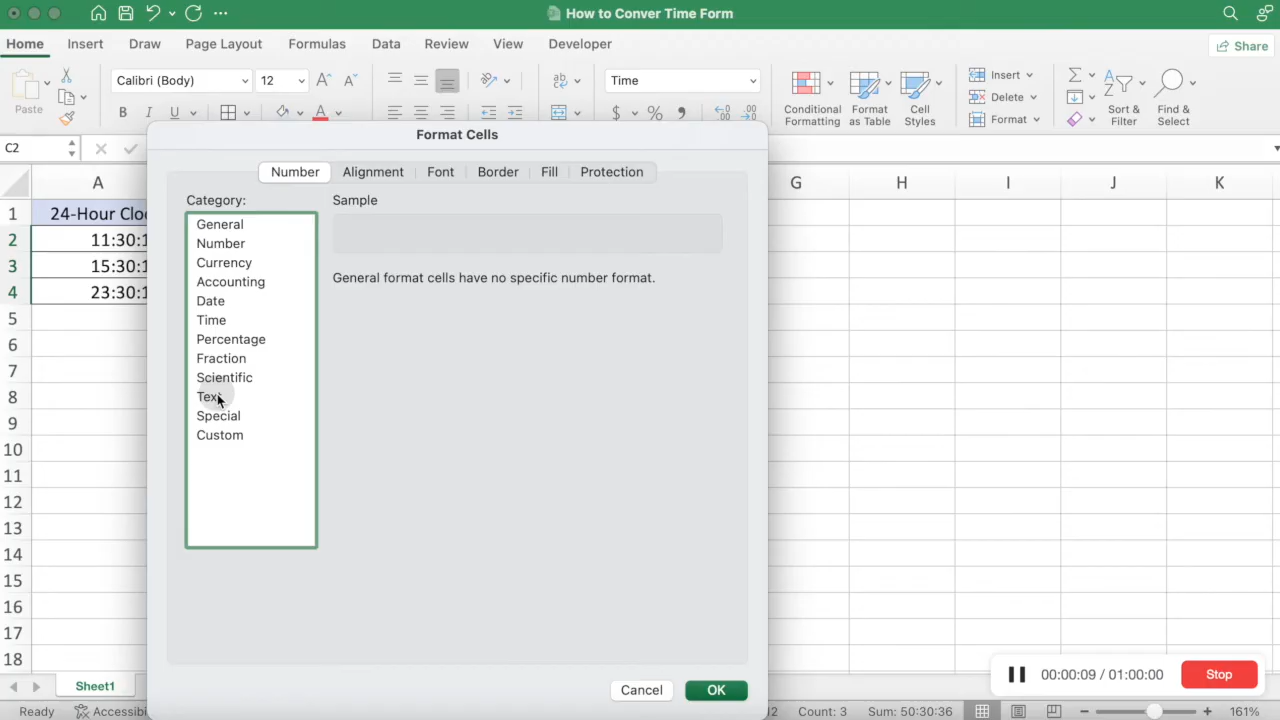 How to Conver Time Form
Home Insert Draw Page Layout Formulas Data Review View Developer Share
Paste Calibri (Body) 12 Time Conditional Formatting Format as Table Cell Styles Insert Delete Format Sort & Filter Find & Select
C2
Format Cells
Number Alignment Font Border Fill Protection
Category: Sample
General
Number
Currency
Accounting
Date
Time
Percentage
Fraction
Scientific
Text
Special
Custom
General format cells have no specific number format.
Cancel OK
A G H I J K
1 24-Hour Cloc
2 11:30:1
3 15:30:1
4 23:30:1
5
6
7
8
9
10
11
12
13
14
15
16
17
18
00:00:09 / 01:00:00 Stop
Sheet1
Ready Accessibi 12 Count: 3 Sum: 50:30:36 161%